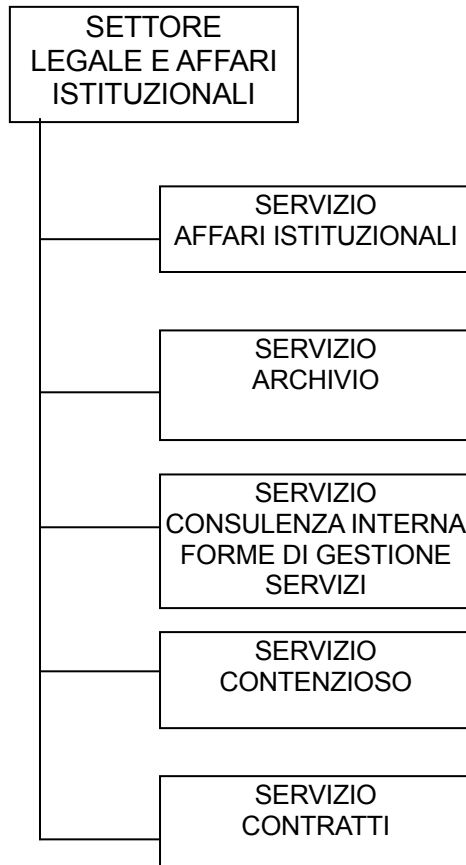 SETTORE
LEGALE E AFFARI
ISTITUZIONALI
SERVIZIO
AFFARI ISTITUZIONALI
SERVIZIO
ARCHIVIO
SERVIZIO
CONSULENZA INTERNA
FORME DI GESTIONE
SERVIZI
SERVIZIO
CONTENZIOSO
SERVIZIO
CONTRATTI